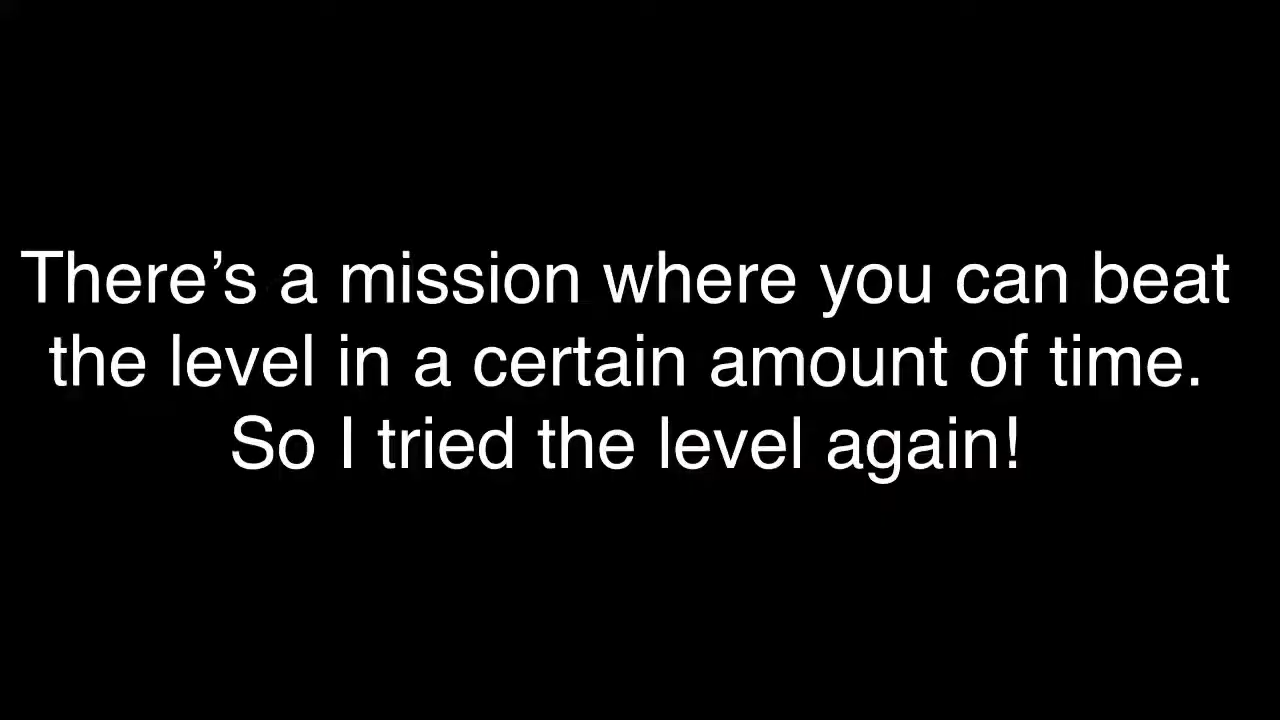 There’s a mission where you can beat
the level in a certain amount of time.
So I tried the level again!